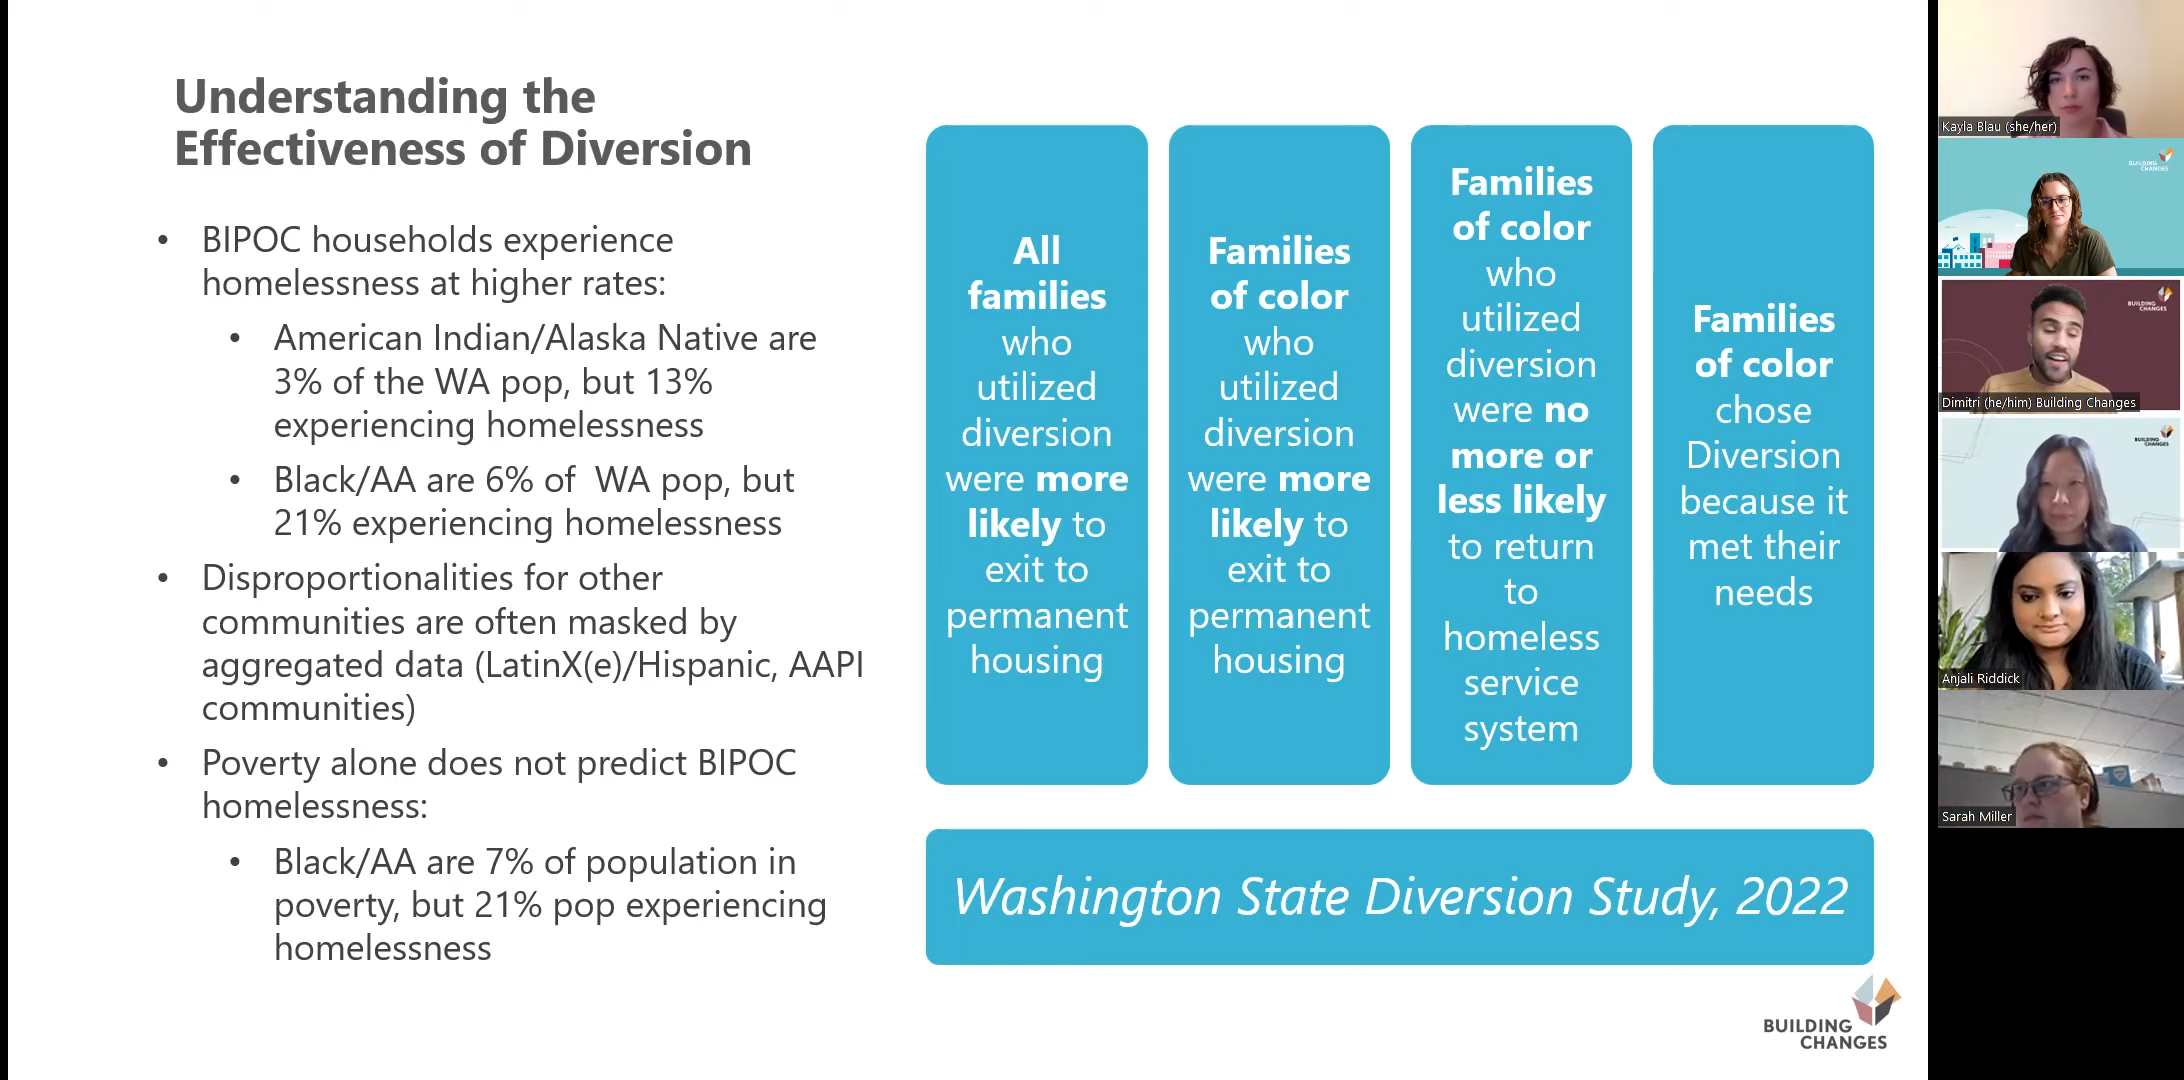 Understanding the
Effectiveness of Diversion
• BIPOC households experience
homelessness at higher rates:
• American Indian/Alaska Native are
3% of the WA pop, but 13%
experiencing homelessness
• Black/AA are 6% of  WA pop, but
21% experiencing homelessness
• Disproportionalities for other
communities are often masked by
aggregated data (LatinX(e)/Hispanic, AAPI
communities)
• Poverty alone does not predict BIPOC
homelessness:
• Black/AA are 7% of population in
poverty, but 21% pop experiencing
homelessness
All
families
who
utilized
diversion
were more
likely to
exit to
permanent
housing
Families
of color
who
utilized
diversion
were more
likely to
exit to
permanent
housing
Families
of color
who
utilized
diversion
were no
more or
less likely
to return
to
homeless
service
system
Families
of color
chose
Diversion
because it
met their
needs
Washington State Diversion Study, 2022
BUILDING
CHANGES
Kayla Blau (she/her)
BUILDING
CHANGES
BUILDING
CHANGES
Dimitri (he/him) Building Changes
BUILDING
CHANGES
Anjali Riddick
Sarah Miller